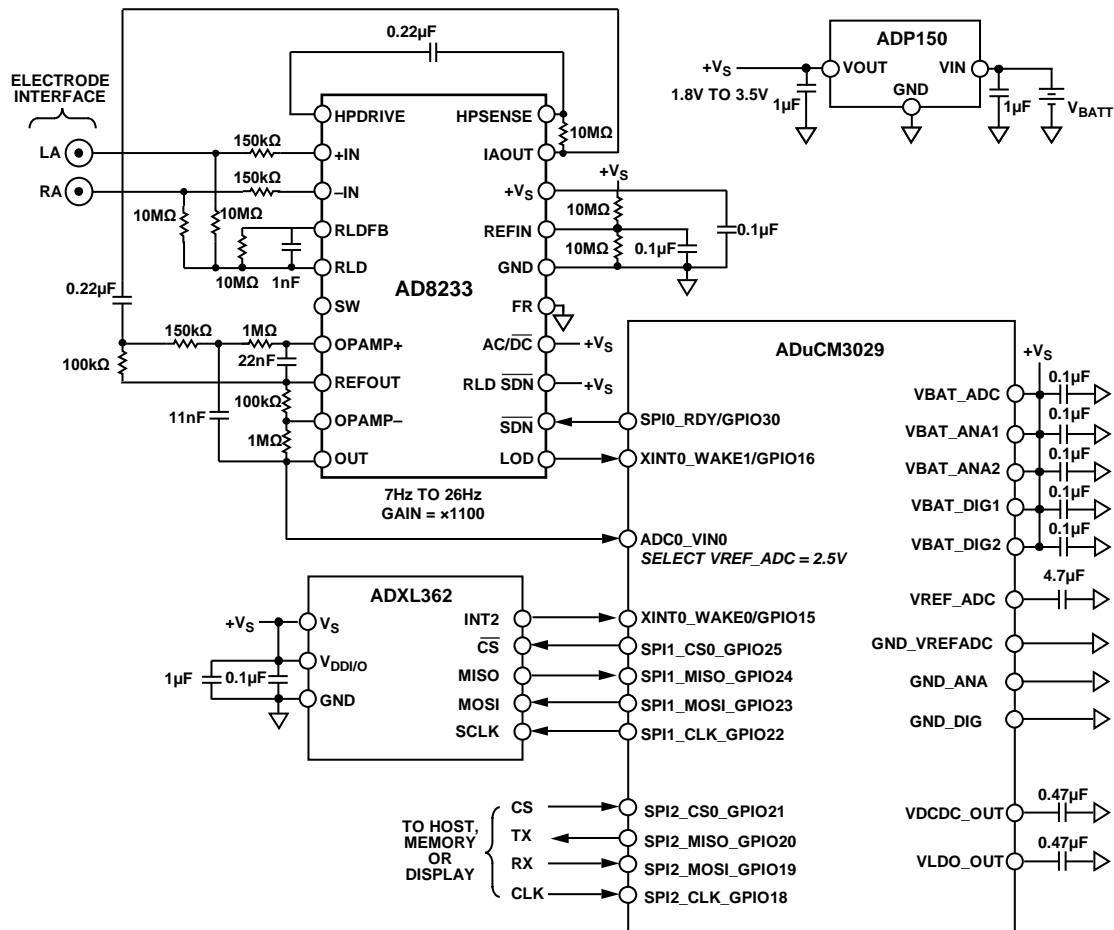 0.22µF
ELECTRODE
INTERFACE
LA
RA
150kΩ
150kΩ
10MΩ
10MΩ
10MΩ
1nF
0.22µF
150kΩ
1MΩ
100kΩ
22nF
100kΩ
11nF
1MΩ
HPDRIVE
+IN
–IN
RLDFB
RLD
SW
OPAMP+
REFOUT
OPAMP–
OUT
AD8233
HPSENSE
IAOUT
+VS
REFIN
GND
FR
AC/DC
RLD SDN
SDN
LOD
10MΩ
+VS
10MΩ
10MΩ
0.1µF
0.1µF
+VS
+VS
7Hz TO 26Hz
GAIN = ×1100
ADP150
VOUT
VIN
GND
+VS
1.8V TO 3.5V
1µF
1µF
VBATT
ADuCM3029
SPI0_RDY/GPIO30
XINT0_WAKE1/GPIO16
ADC0_VIN0
SELECT VREF_ADC = 2.5V
XINT0_WAKE0/GPIO15
SPI1_CS0_GPIO25
SPI1_MISO_GPIO24
SPI1_MOSI_GPIO23
SPI1_CLK_GPIO22
SPI2_CS0_GPIO21
SPI2_MISO_GPIO20
SPI2_MOSI_GPIO19
SPI2_CLK_GPIO18
+VS
VBAT_ADC
0.1µF
VBAT_ANA1
0.1µF
VBAT_ANA2
0.1µF
VBAT_DIG1
0.1µF
VBAT_DIG2
0.1µF
VREF_ADC
4.7µF
GND_VREFADC
GND_ANA
GND_DIG
VDCDC_OUT
0.47µF
VLDO_OUT
0.47µF
ADXL362
+VS
VS
VDDI/O
GND
1µF
0.1µF
INT2
CS
MISO
MOSI
SCLK
TO HOST,
MEMORY
OR
DISPLAY
CS
TX
RX
CLK